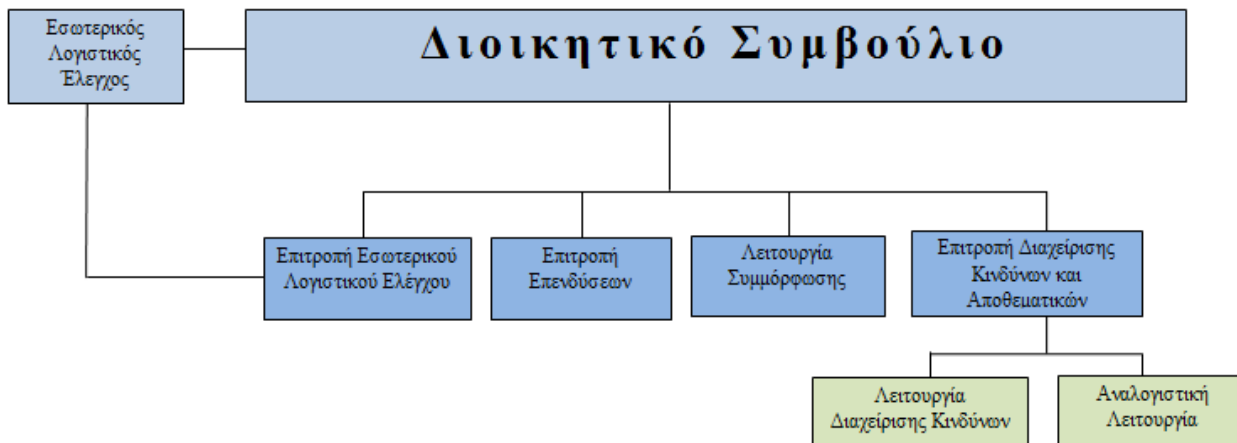 Εσωτερικός
Λογιστικός
Έλεγχος
Διοικητικό Συμβούλιο
Επιτροπή Εσωτερικού
Λογιστικού Ελέγχου
Επιτροπή
Επενδύσεων
Λειτουργία
Συμμόρφωσης
Επιτροπή Διαχείρισης
Κινδύνων και
Αποθεματικών
Λειτουργία
Διαχείρισης Κινδύνων
Αναλογιστική
Λειτουργία